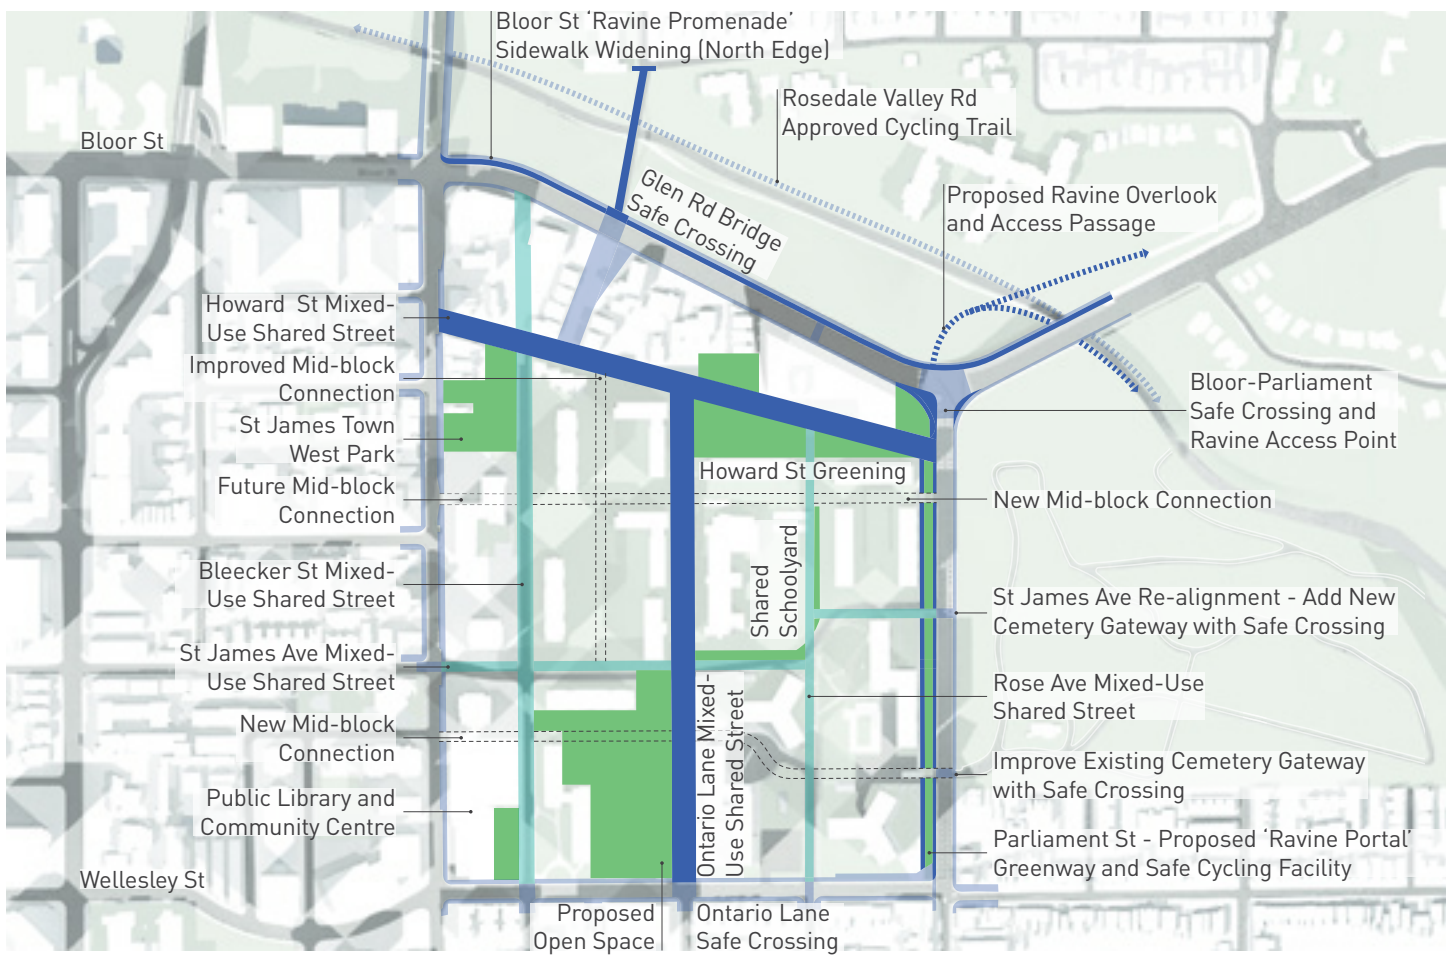 Bloor St ‘Ravine Promenade’
Sidewalk Widening (North Edge)
Rosedale Valley Rd
Approved Cycling Trail
Bloor St
Glen Rd Bridge
Safe Crossing
Proposed Ravine Overlook
and Access Passage
Howard St Mixed-
Use Shared Street
Improved Mid-block
Connection
St James Town
West Park
Future Mid-block
Connection
Bleecker St Mixed-
Use Shared Street
St James Ave Mixed-
Use Shared Street
New Mid-block
Connection
Public Library and
Community Centre
Wellesley St
Howard St Greening
Shared
Schoolyard
Ontario Lane Mixed-
Use Shared Street
Proposed
Open Space
Ontario Lane
Safe Crossing
Bloor-Parliament
Safe Crossing and
Ravine Access Point
New Mid-block Connection
St James Ave Re-alignment - Add New
Cemetery Gateway with Safe Crossing
Rose Ave Mixed-Use
Shared Street
Improve Existing Cemetery Gateway
with Safe Crossing
Parliament St - Proposed ‘Ravine Portal’
Greenway and Safe Cycling Facility